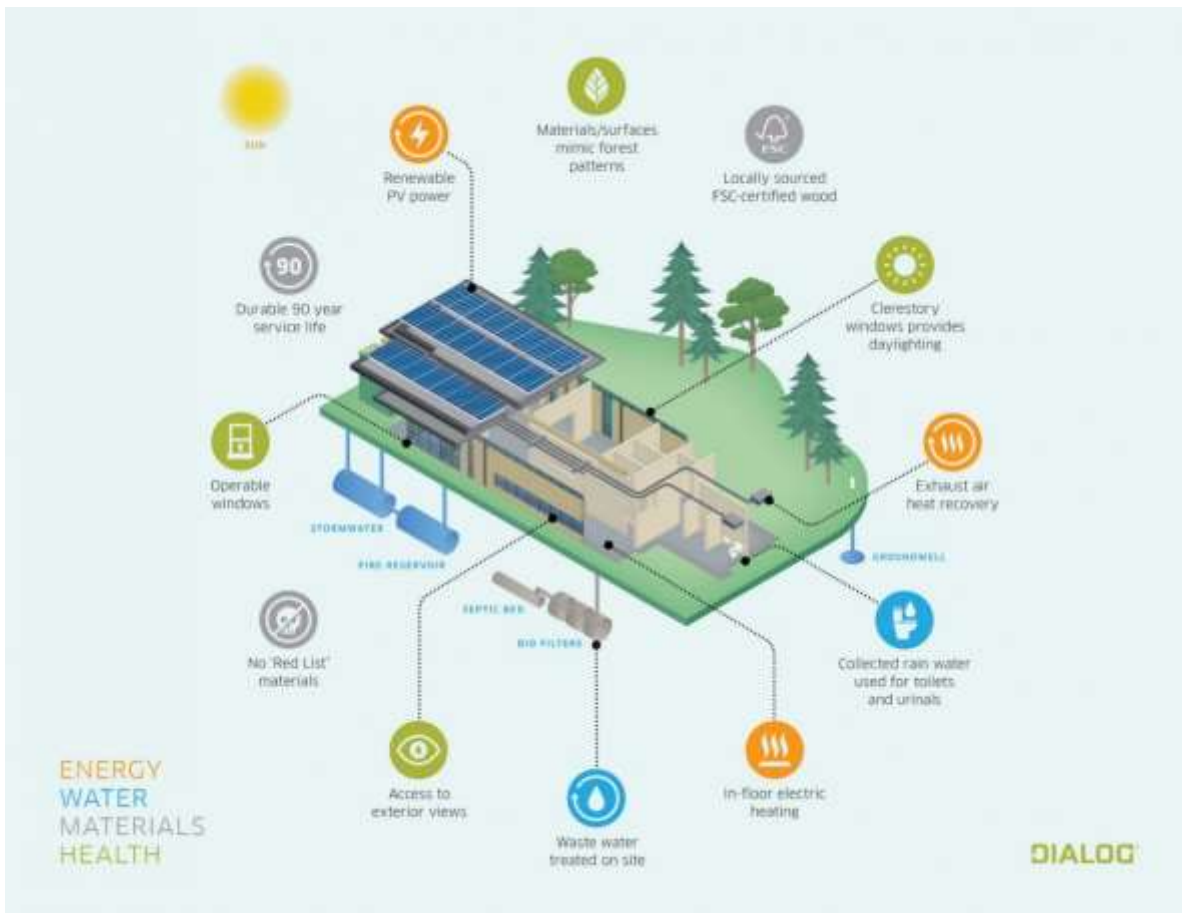 SUN
Renewable
PV power
Materials/surfaces
mimic forest
patterns
FSC
Locally sourced
FSC-certified wood
90
Durable 90 year
service life
Clerestory
windows provides
daylighting
Operable
windows
Exhaust air
heat recovery
STORMWATER
FIRE RESERVOIR
GROUNDWELL
SEPTIC BED
BIO FILTERS
No 'Red List'
materials
Collected rain water
used for toilets
and urinals
Access to
exterior views
In-floor electric
heating
Waste water
treated on site
ENERGY
WATER
MATERIALS
HEALTH
DIALOG